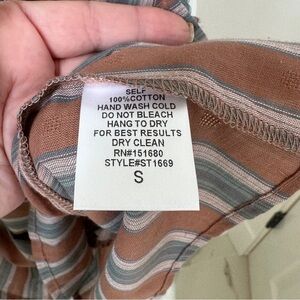 SELF
100%COTTON
HAND WASH COLD
DO NOT BLEACH
HANG TO DRY
FOR BEST RESULTS
DRY CLEAN
RN#151680
STYLE#ST1669
S